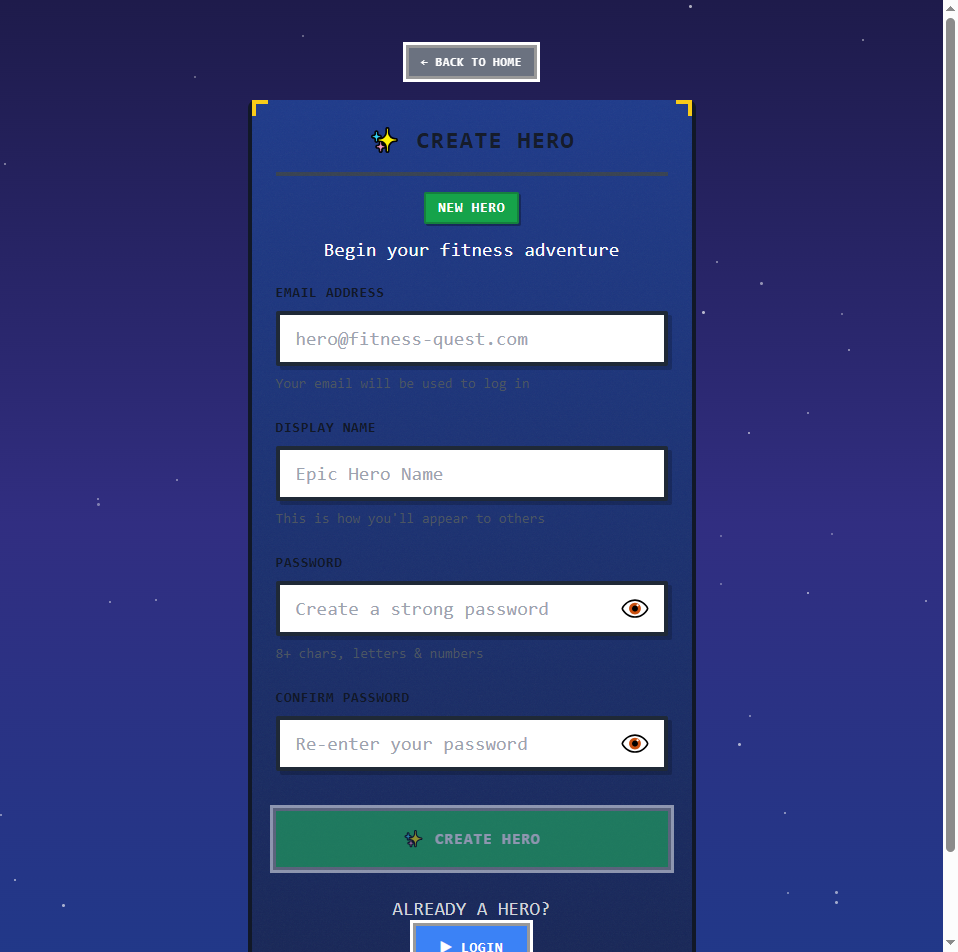 ← BACK TO HOME
✨ CREATE HERO
NEW HERO
Begin your fitness adventure
EMAIL ADDRESS
hero@fitness-quest.com
Your email will be used to log in
DISPLAY NAME
Epic Hero Name
This is how you'll appear to others
PASSWORD
Create a strong password
8+ chars, letters & numbers
CONFIRM PASSWORD
Re-enter your password
✨ CREATE HERO
ALREADY A HERO?
▶ LOGIN